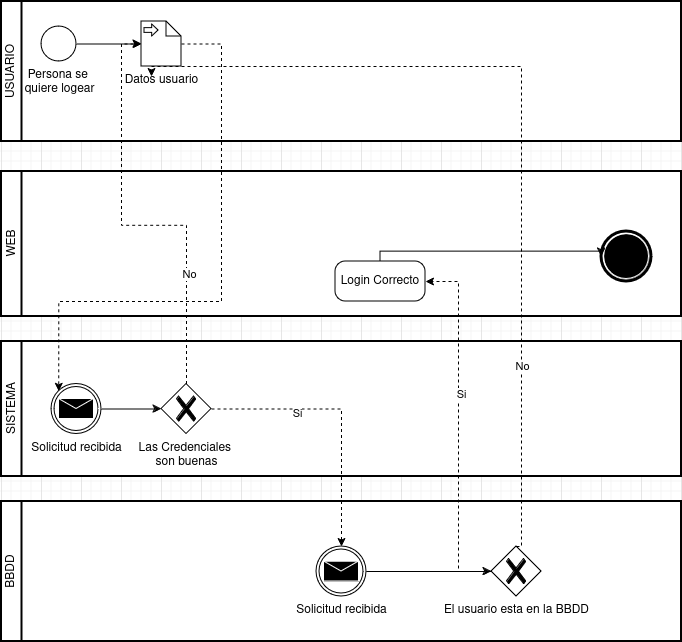 USUARIO
Persona se
quiere logear
Datos usuario
WEB
No
Login Correcto
SISTEMA
Solicitud recibida
Las Credenciales
son buenas
Si
Si
No
BBDD
Solicitud recibida
El usuario esta en la BBDD